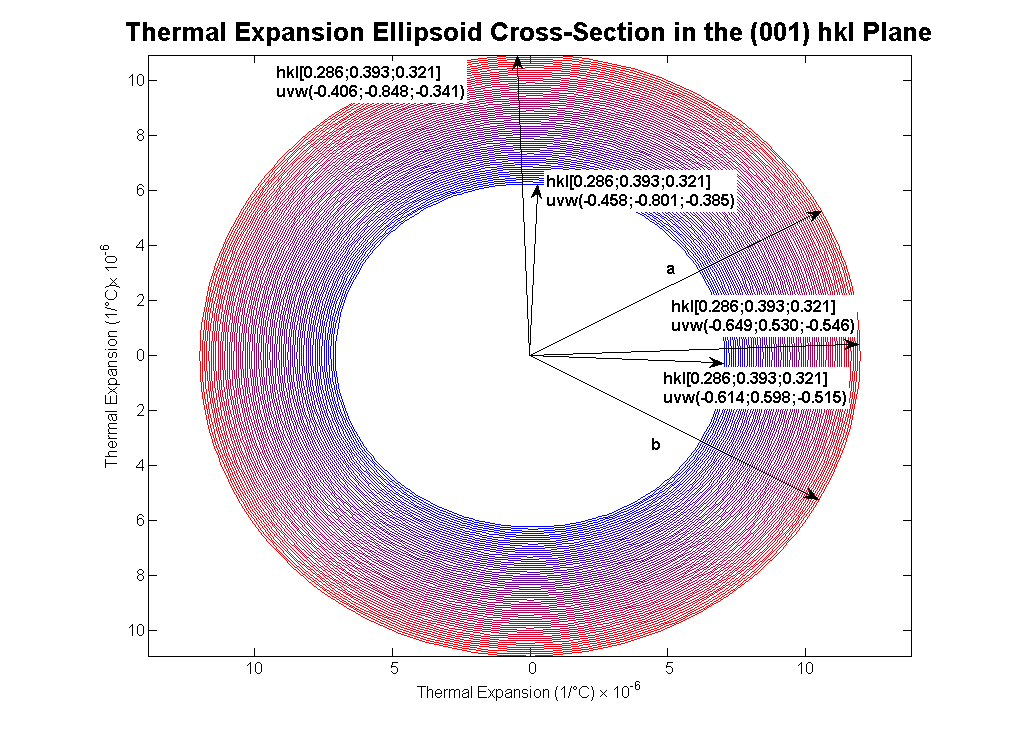 Thermal Expansion Ellipsoid Cross-Section in the (001) hkl Plane
hkl[0.286;0.393;0.321]
uvw(-0.406;-0.848;-0.341)
hkl[0.286;0.393;0.321]
uvw(-0.458;-0.801;-0.385)
a
hkl[0.286;0.393;0.321]
uvw(-0.649;0.530;-0.546)
hkl[0.286;0.393;0.321]
uvw(-0.614;0.598;-0.515)
b
10
8
6
4
2
0
2
4
6
8
10
Thermal Expansion (1/°C)× 10-6
10 5 0 5 10
Thermal Expansion (1/°C) × 10-6